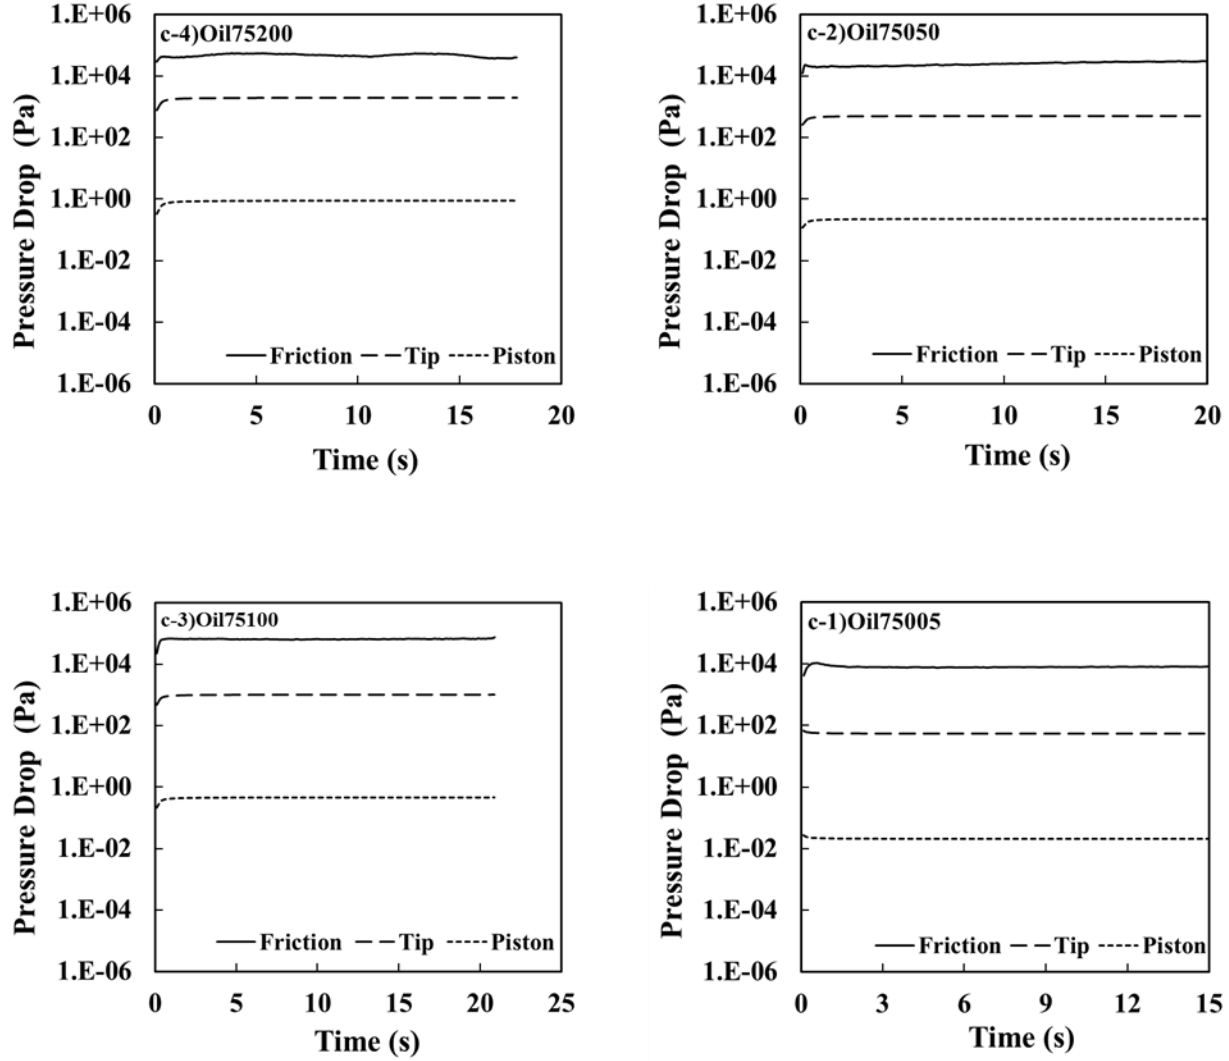 c-4)Oil75200
Pressure Drop (Pa)
1.E+06
1.E+04
1.E+02
1.E+00
1.E-02
1.E-04
1.E-06
Friction Tip Piston
0 5 10 15 20
Time (s)
c-2)Oil75050
Pressure Drop (Pa)
1.E+06
1.E+04
1.E+02
1.E+00
1.E-02
1.E-04
1.E-06
Friction Tip Piston
0 5 10 15 20
Time (s)
c-3)Oil75100
Pressure Drop (Pa)
1.E+06
1.E+04
1.E+02
1.E+00
1.E-02
1.E-04
1.E-06
Friction Tip Piston
0 5 10 15 20 25
Time (s)
c-1)Oil75005
Pressure Drop (Pa)
1.E+06
1.E+04
1.E+02
1.E+00
1.E-02
1.E-04
1.E-06
Friction Tip Piston
0 3 6 9 12 15
Time (s)